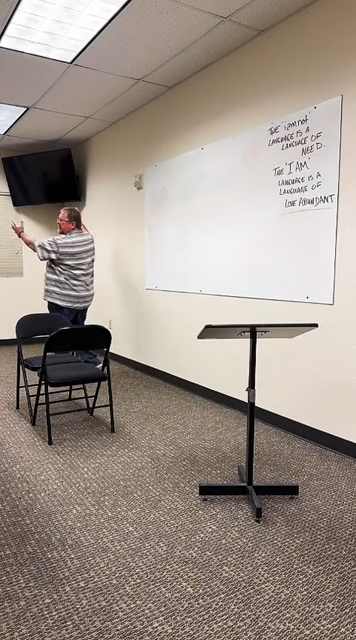 THE "i am not"
LANGUAGE IS A
LANGUAGE OF
NEED.
THE "I AM"
LANGUAGE IS A
LANGUAGE OF
LOVE ABUNDANT